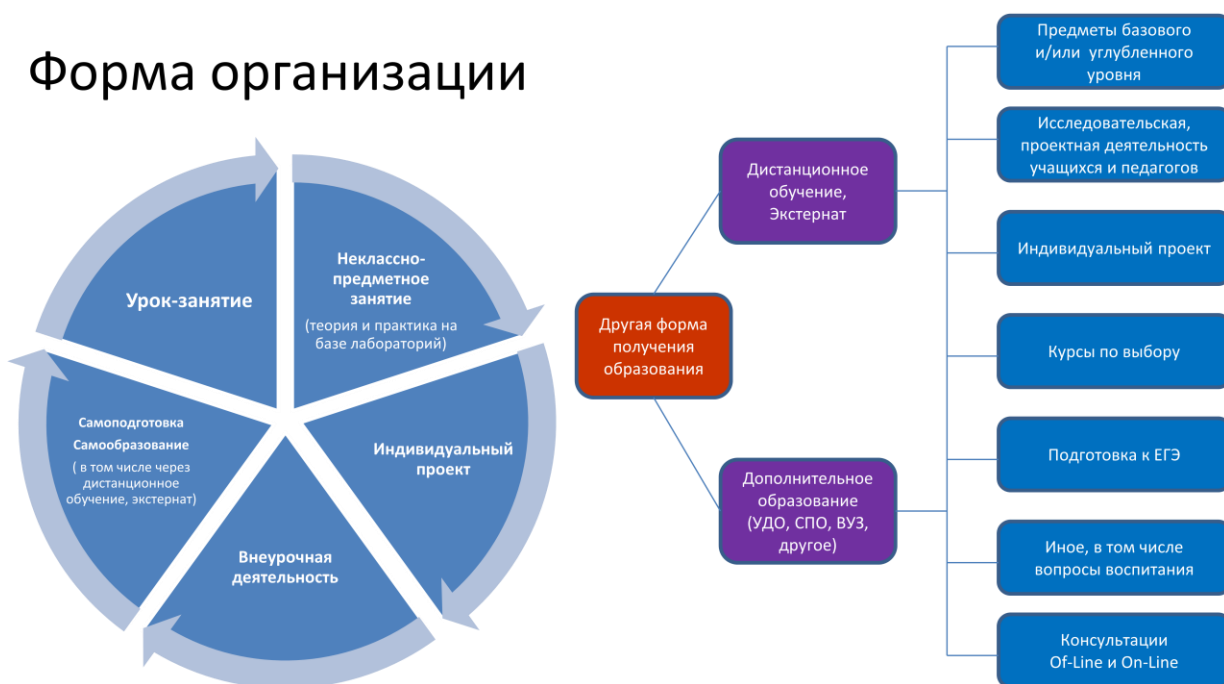 Форма организации
Урок-занятие
Неклассно-
предметное
занятие
(теория и практика на
базе лабораторий)
Индивидуальный
проект
Внеурочная
деятельность
Самоподготовка
Самообразование
( в том числе через
дистанционное
обучение, экстернат)
Другая форма
получения
образования
Дистанционное
обучение,
Экстернат
Дополнительное
образование
(УДО, СПО, ВУЗ,
другое)
Предметы базового
и/или углубленного
уровня
Исследовательская,
проектная деятельность
учащихся и педагогов
Индивидуальный проект
Курсы по выбору
Подготовка к ЕГЭ
Иное, в том числе
вопросы воспитания
Консультации
Of-Line и On-Line